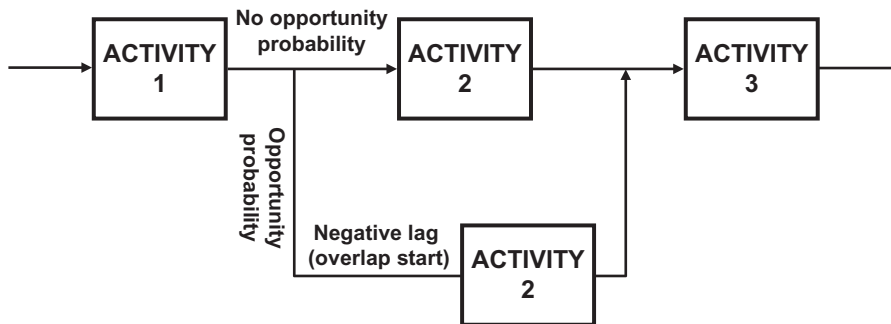 No opportunity
probability
ACTIVITY
1
ACTIVITY
2
ACTIVITY
3
Opportunity
probability
Negative lag
(overlap start)
ACTIVITY
2